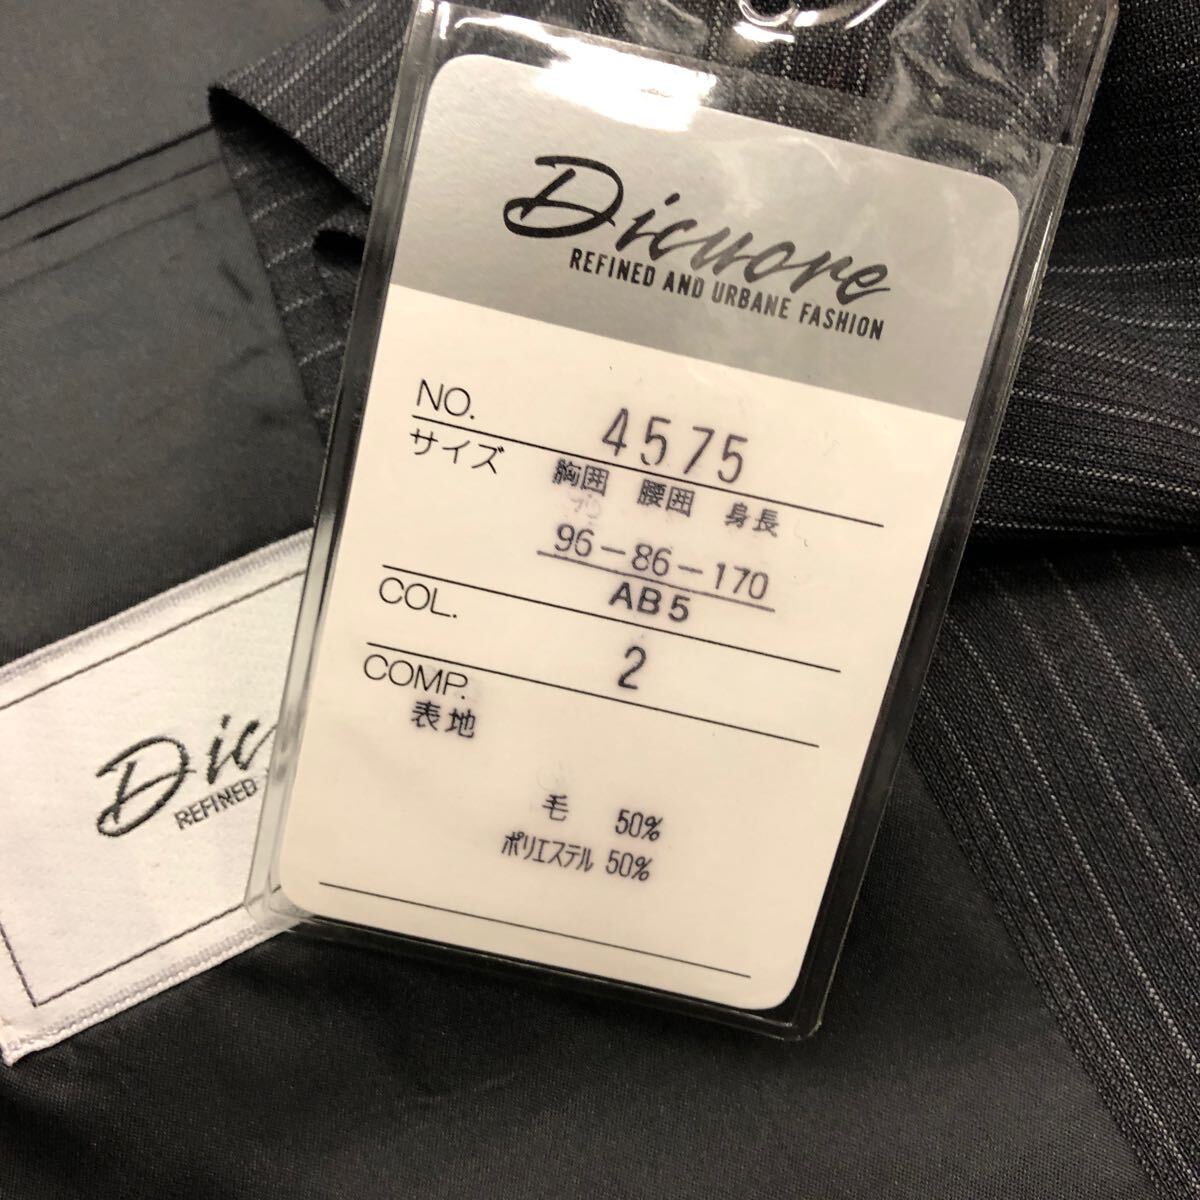 Dicuore
REFINED AND URBANE FASHION
NO. 4575
サイズ 胸囲 腰囲 身長
96-86-170
AB5
COL. 2
COMP.
表地
毛 50%
ポリエステル 50%
Dic
REFINED